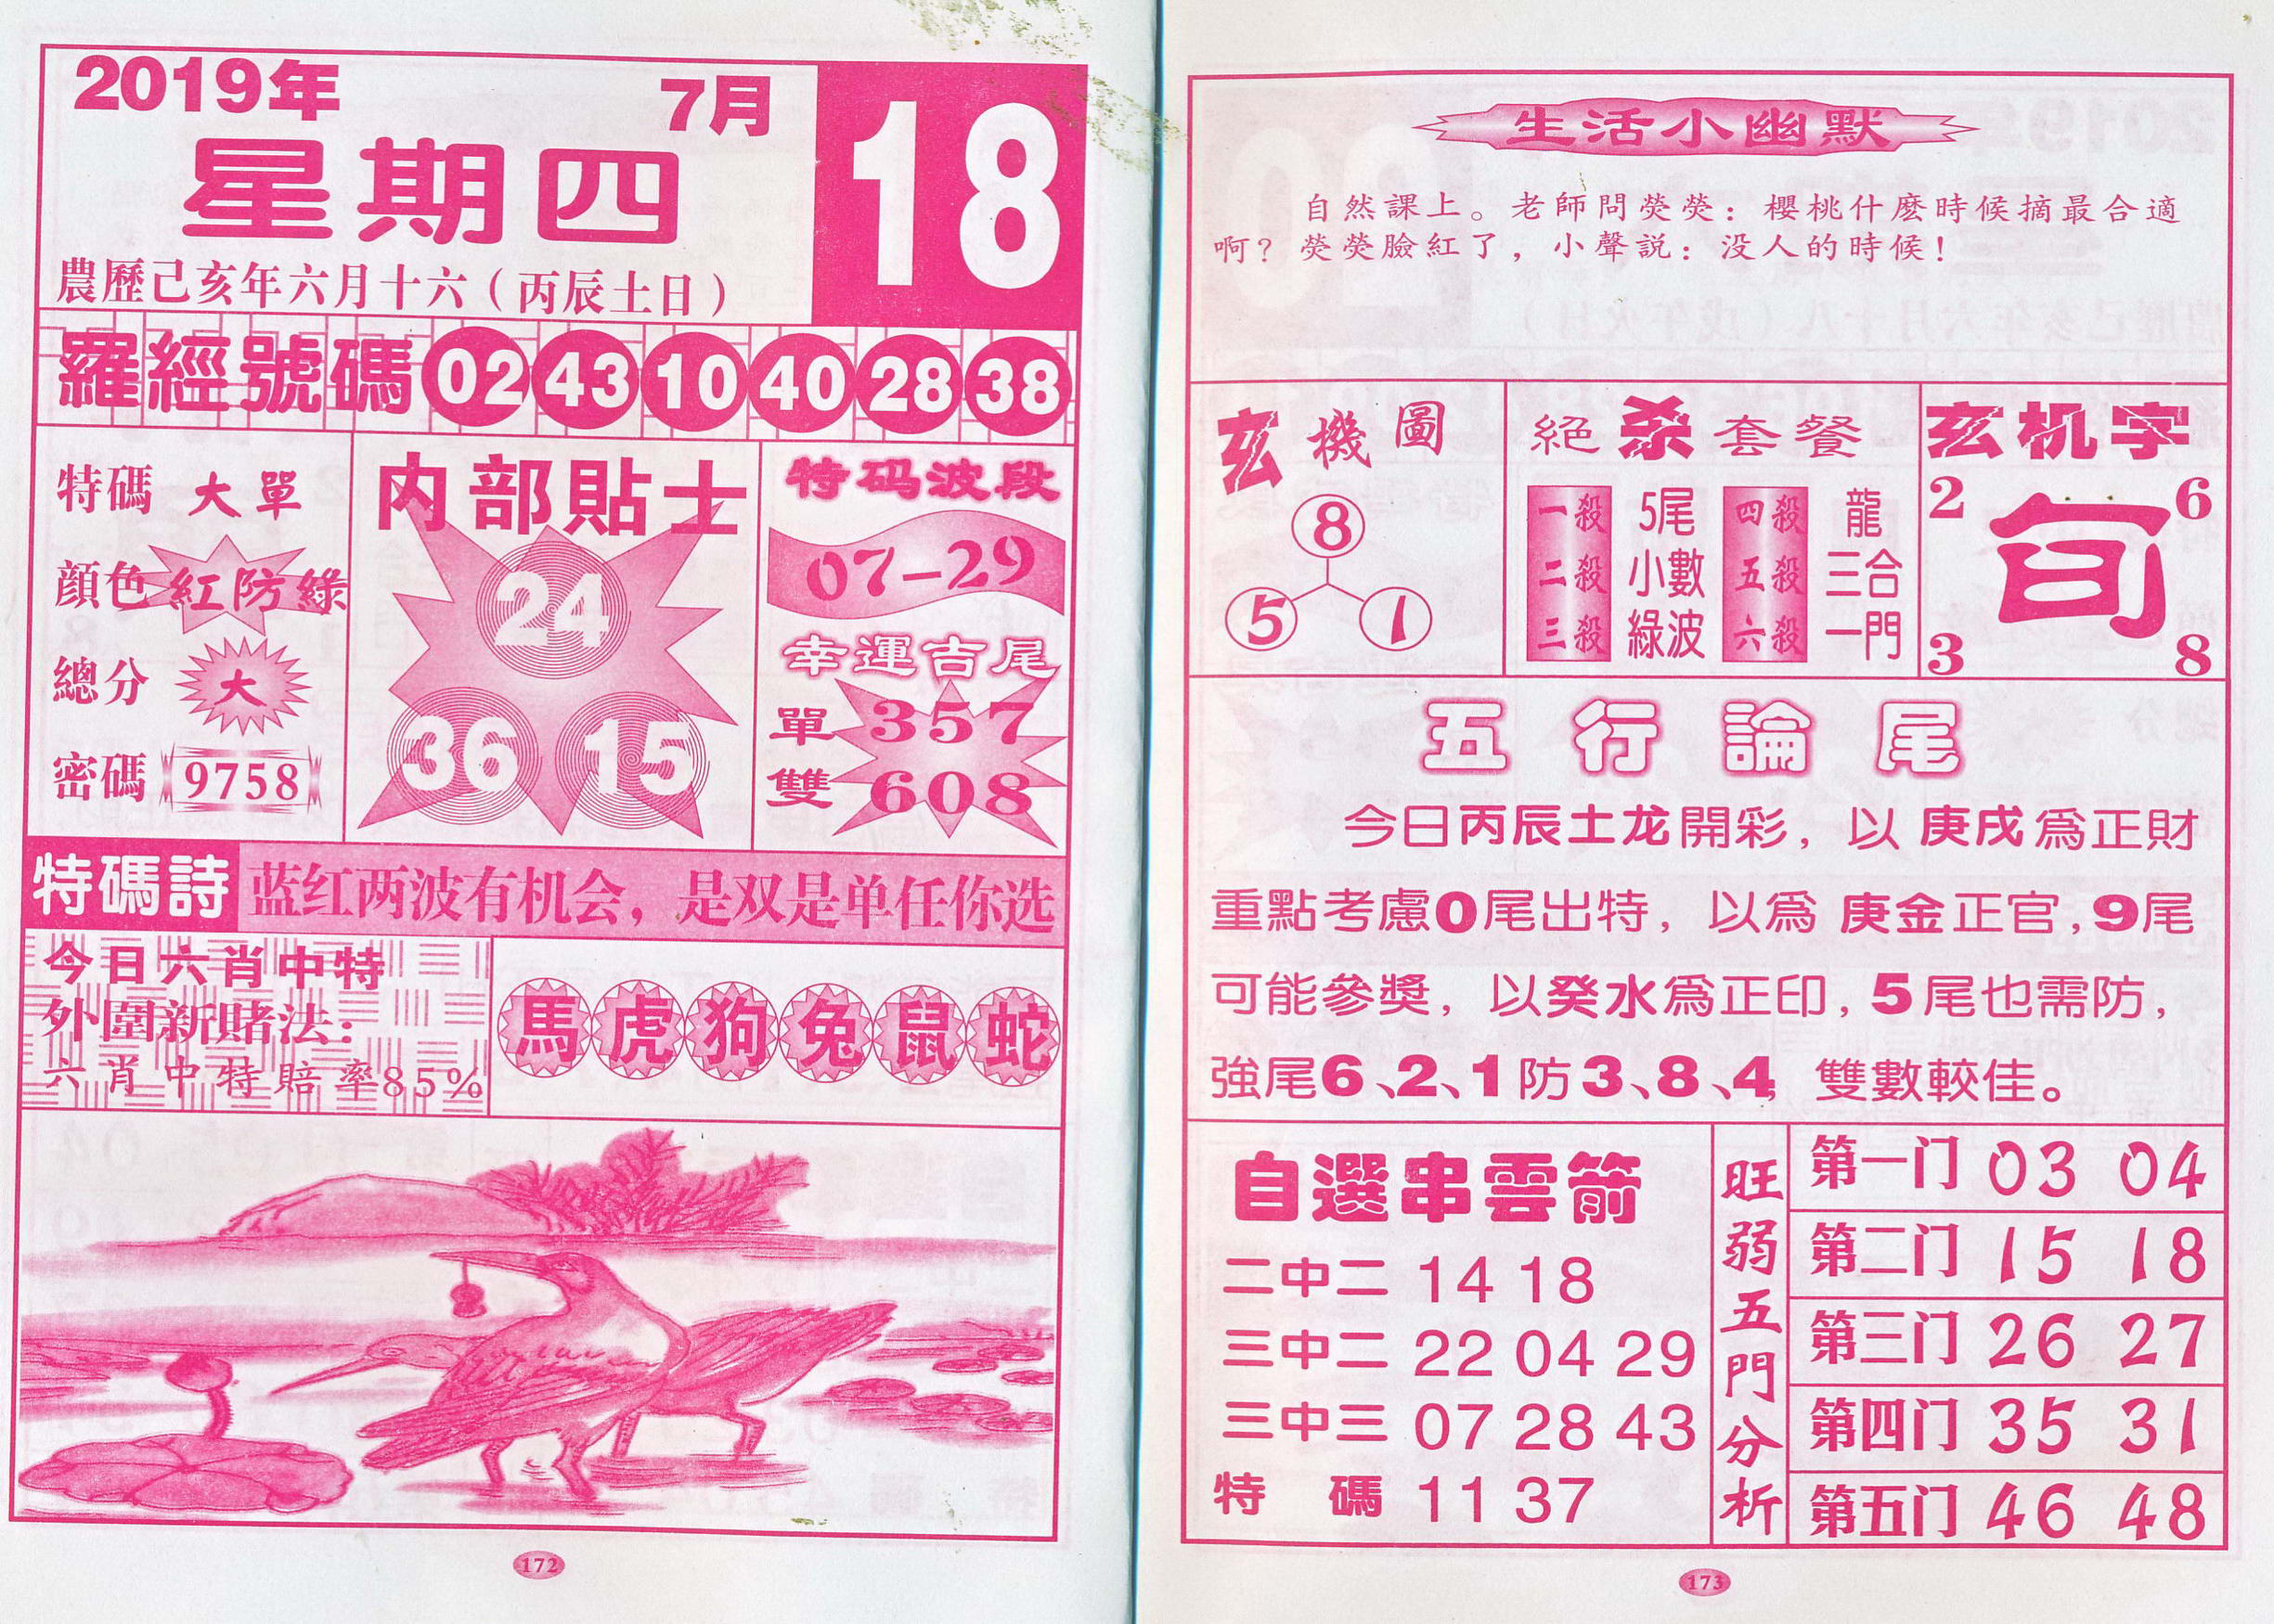 2019年 7月 18
星期四
農歷己亥年六月十六(丙辰土日)
羅經號碼 02 43 10 40 28 38
特碼 大單
顏色 紅防綠
總分 大
密碼 9758
内部貼士
24
36 15
特码波段
07-29
幸運吉尾
單 357
雙 608
特碼詩 蓝红两波有机会，是双是单任你选
今日六肖中特
外圍新賭法:
六肖中特賠率85%
馬 虎 狗 兔 鼠 蛇
172
生活小幽默
自然課上。老師問熒熒：櫻桃什麼時候摘最合適
啊？熒熒臉紅了，小聲説：没人的時候！
玄機圖
8
5 1
絕杀套餐
一殺 5尾 四殺 龍
二殺 小數 五殺 三合
三殺 綠波 六殺 一門
玄机字
2 6
旬
3 8
五行論尾
今日丙辰土龙開彩，以庚戌為正財
重點考慮0尾出特，以為庚金正官,9尾
可能參獎，以癸水為正印,5尾也需防，
強尾6、2、1防3、8、4,雙數較佳。
自選串雲箭
二中二 14 18
三中二 22 04 29
三中三 07 28 43
特碼 11 37
旺弱五門分析
第一门 03 04
第二门 15 18
第三门 26 27
第四门 35 31
第五门 46 48
173